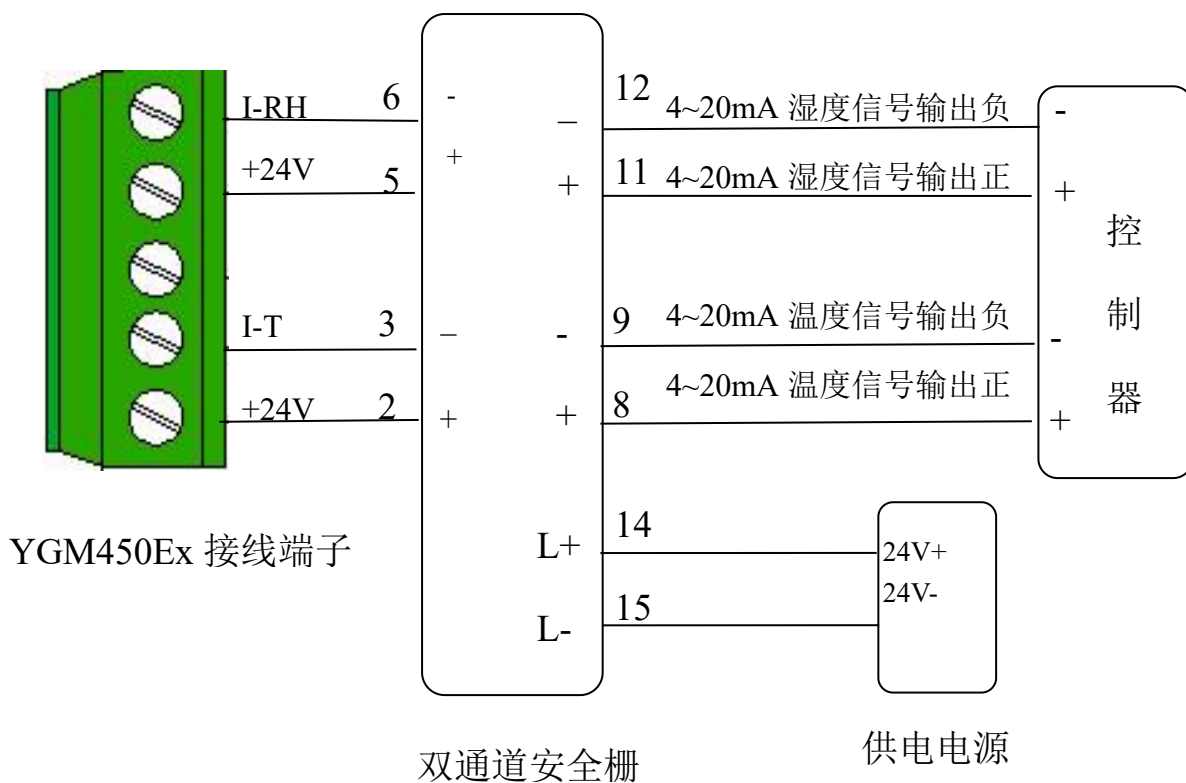 I-RH 6 - 12 4~20mA 湿度信号输出负 -
–
+24V 5 + + 11 4~20mA 湿度信号输出正 +
控
制
器
I-T 3 – - 9 4~20mA 温度信号输出负 -
+24V 2 + + 8 4~20mA 温度信号输出正 +
L+ 14 24V+
24V-
L- 15
YGM450Ex 接线端子
双通道安全栅
供电电源